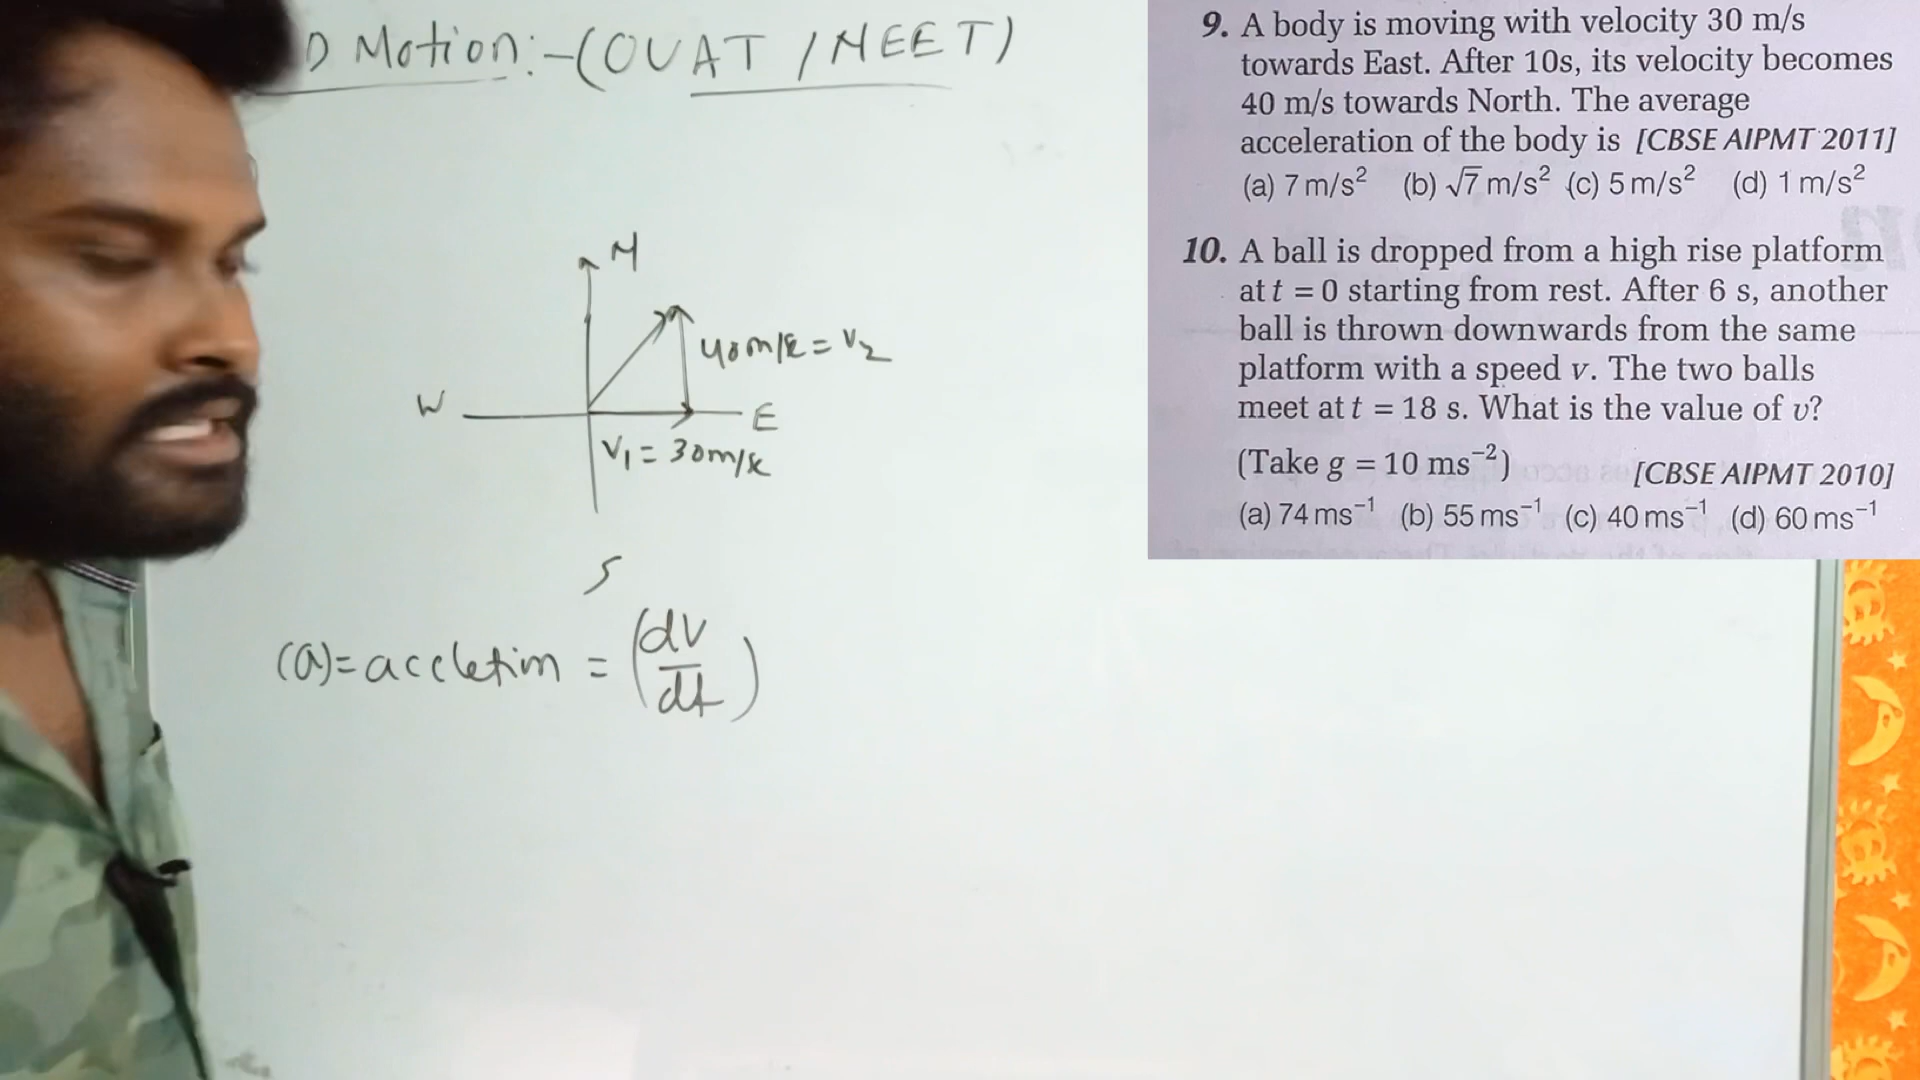 D Motion:-(OUAT / NEET)
N
40m/s = V2
W
E
V1 = 30m/s
S
(a)= accletim = (dv/dt)
9. A body is moving with velocity 30 m/s
towards East. After 10s, its velocity becomes
40 m/s towards North. The average
acceleration of the body is [CBSE AIPMT 2011]
(a) 7 m/s² (b) √7 m/s² (c) 5 m/s² (d) 1 m/s²
10. A ball is dropped from a high rise platform
at t = 0 starting from rest. After 6 s, another
ball is thrown downwards from the same
platform with a speed v. The two balls
meet at t = 18 s. What is the value of v?
(Take g = 10 ms⁻²) [CBSE AIPMT 2010]
(a) 74 ms⁻¹ (b) 55 ms⁻¹ (c) 40 ms⁻¹ (d) 60 ms⁻¹